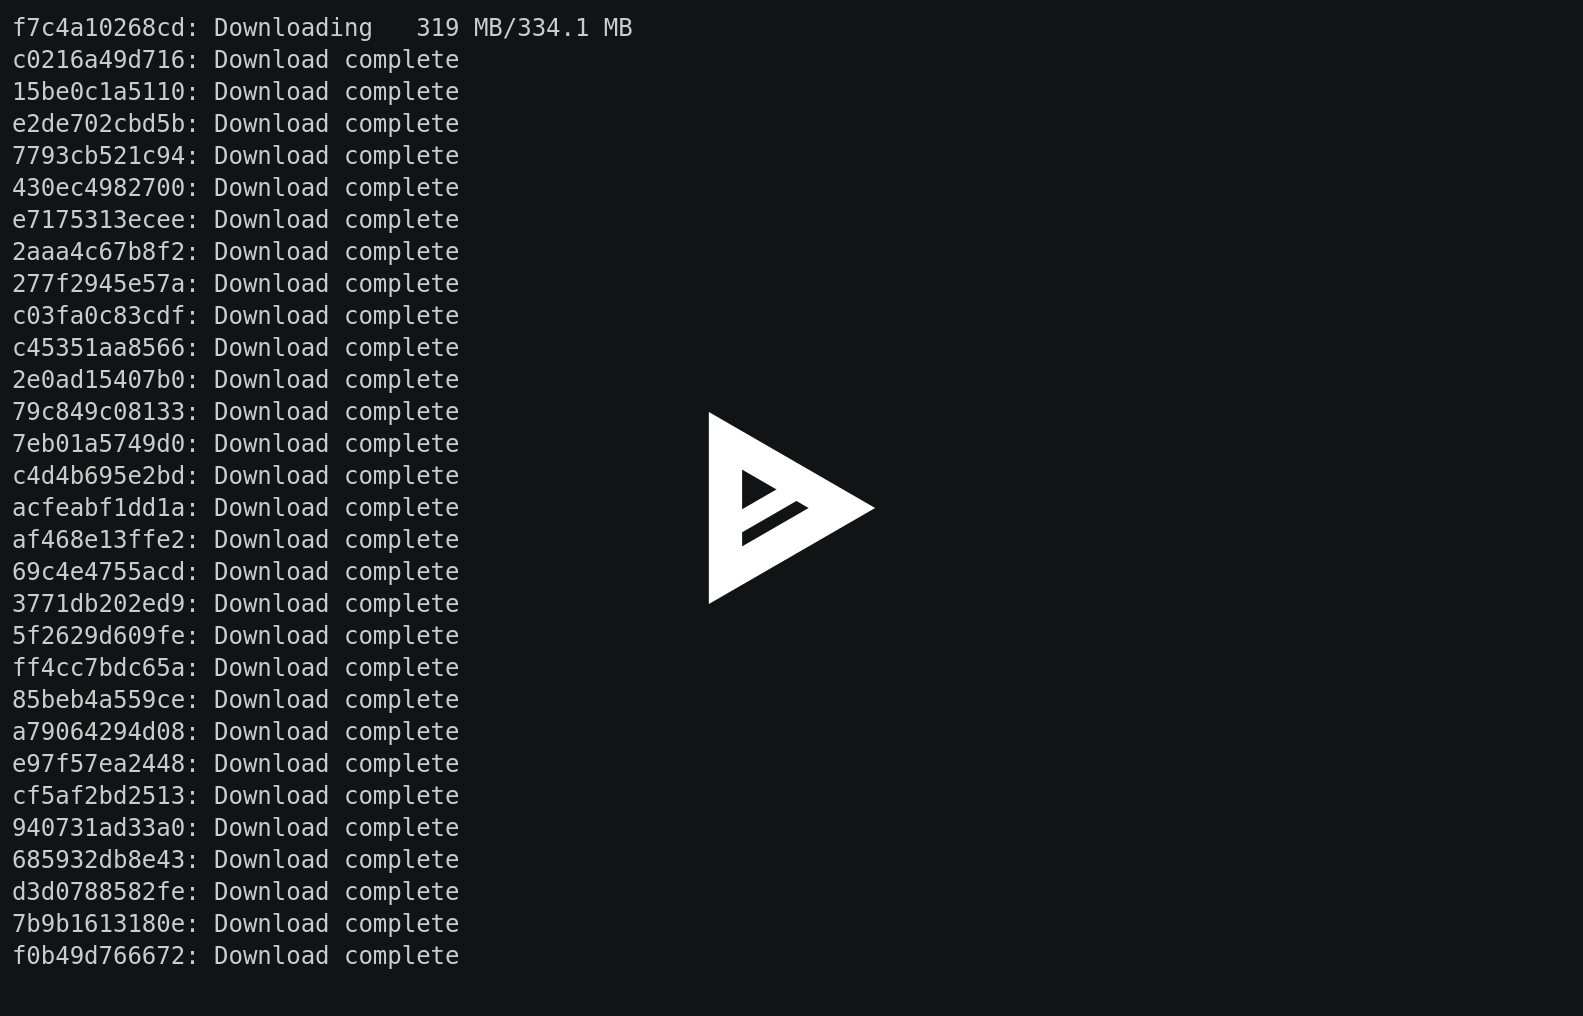 f7c4a10268cd: Downloading   319 MB/334.1 MB
c0216a49d716: Download complete
15be0c1a5110: Download complete
e2de702cbd5b: Download complete
7793cb521c94: Download complete
430ec4982700: Download complete
e7175313ecee: Download complete
2aaa4c67b8f2: Download complete
277f2945e57a: Download complete
c03fa0c83cdf: Download complete
c45351aa8566: Download complete
2e0ad15407b0: Download complete
79c849c08133: Download complete
7eb01a5749d0: Download complete
c4d4b695e2bd: Download complete
acfeabf1dd1a: Download complete
af468e13ffe2: Download complete
69c4e4755acd: Download complete
3771db202ed9: Download complete
5f2629d609fe: Download complete
ff4cc7bdc65a: Download complete
85beb4a559ce: Download complete
a79064294d08: Download complete
e97f57ea2448: Download complete
cf5af2bd2513: Download complete
940731ad33a0: Download complete
685932db8e43: Download complete
d3d0788582fe: Download complete
7b9b1613180e: Download complete
f0b49d766672: Download complete